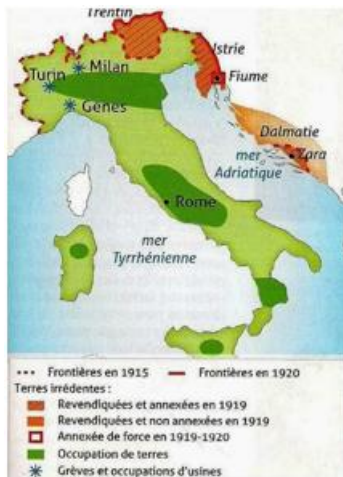 Trentin
Istrie
Milan
Turin
Fiume
Gênes
Dalmatie
mer
Adriatique
Zara
Rome
mer
Tyrrhénienne
Frontières en 1915
Frontières en 1920
Terres irrédentes :
Revendiquées et annexées en 1919
Revendiquées et non annexées en 1919
Annexée de force en 1919-1920
Occupation de terres
Grèves et occupations d'usines